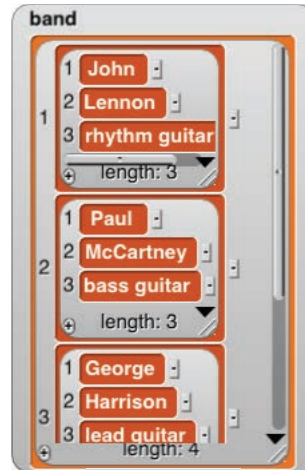 band
1
1 John -
2 Lennon -
3 rhythm guitar
+ length: 3
-
2
1 Paul -
2 McCartney -
3 bass guitar -
+ length: 3
-
3
1 George -
2 Harrison -
3 lead guitar -
-
+ length: 4